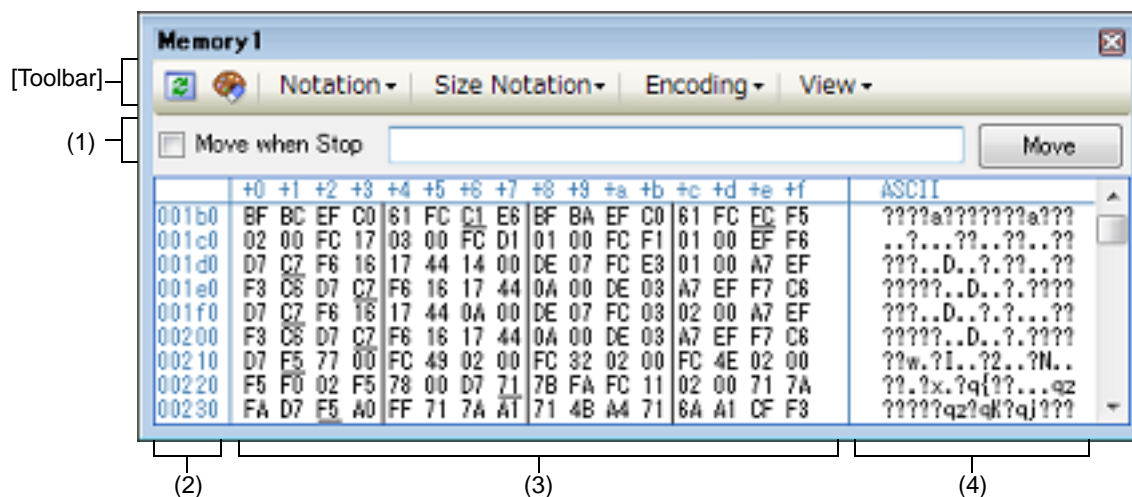 Memory1
[Toolbar]
Notation Size Notation Encoding View
(1)
Move when Stop Move
+0 +1 +2 +3 +4 +5 +6 +7 +8 +9 +a +b +c +d +e +f ASCII
001b0 BF BC EF C0 61 FC C1 E6 BF BA EF C0 61 FC FC F5 ????a???????a???
001c0 02 00 FC 17 03 00 FC D1 01 00 FC F1 01 00 EF F6 ..?...??..??..??
001d0 D7 C7 F6 16 17 44 14 00 DE 07 FC E3 01 00 A7 EF ???..D..?.??..??
001e0 F3 C6 D7 C7 F6 16 17 44 0A 00 DE 03 A7 EF F7 C6 ?????..D..?.????
001f0 D7 C7 F6 16 17 44 0A 00 DE 07 FC 03 02 00 A7 EF ???..D..?.?...??
00200 F3 C6 D7 C7 F6 16 17 44 0A 00 DE 03 A7 EF F7 C6 ?????..D..?.????
00210 D7 F5 77 00 FC 49 02 00 FC 32 02 00 FC 4E 02 00 ??w.?I..?2..?N..
00220 F5 F0 02 F5 78 00 D7 71 7B FA FC 11 02 00 71 7A ??.?x.?q{??...qz
00230 FA D7 F5 A0 FF 71 7A A1 71 4B A4 71 6A A1 CF F3 ?????qz?qK?qj???
(2) (3) (4)